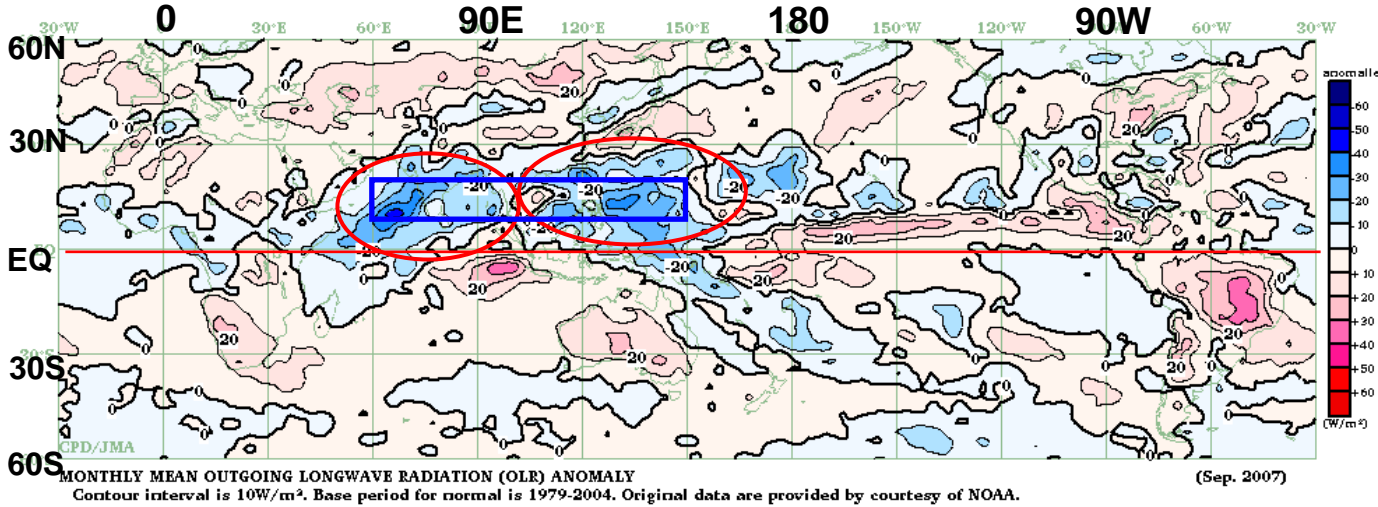 0 90E 180 90W
30°W 0° 30°E 60°E 90°E 120°E 150°E 180° 150°W 120°W 90°W 60°W 30°W
60N
30N
EQ
30S
60S
anomalie
-60
-50
-40
-30
-20
-10
0
+10
+20
+30
+40
+50
+60
(W/m²)
CPD/JMA
MONTHLY MEAN OUTGOING LONGWAVE RADIATION (OLR) ANOMALY (Sep. 2007)
Contour interval is 10W/m². Base period for normal is 1979-2004. Original data are provided by courtesy of NOAA.